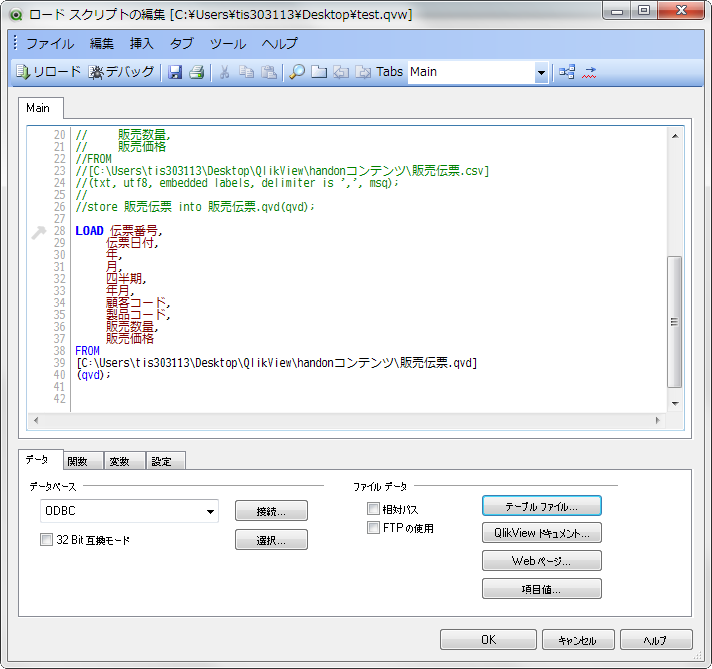 ロード スクリプトの編集 [C:¥Users¥tis303113¥Desktop¥test.qvw]
ファイル 編集 挿入 タブ ツール ヘルプ
リロード デバッグ Tabs Main
Main
20 // 販売数量,
21 // 販売価格
22 //FROM
23 //[C:\Users\tis303113\Desktop\QlikView\handonコンテンツ\販売伝票.csv]
24 //(txt, utf8, embedded labels, delimiter is ',', msq);
25 //
26 //store 販売伝票 into 販売伝票.qvd(qvd);
27
28 LOAD 伝票番号,
29 伝票日付,
30 年,
31 月,
32 四半期,
33 年月,
34 顧客コード,
35 製品コード,
36 販売数量,
37 販売価格
38 FROM
39 [C:\Users\tis303113\Desktop\QlikView\handonコンテンツ\販売伝票.qvd]
40 (qvd);
41
42
データ 関数 変数 設定
データベース
ODBC
接続...
32 Bit 互換モード
選択...
ファイル データ
相対パス
FTP の使用
テーブル ファイル...
QlikView ドキュメント...
Web ページ...
項目値...
OK キャンセル ヘルプ